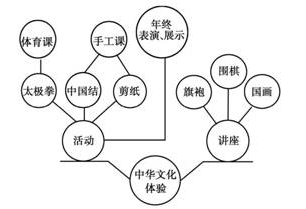 年终
表演、展示
体育课
手工课
围棋
太极拳
中国结
剪纸
旗袍
国画
活动
讲座
中华文化
体验